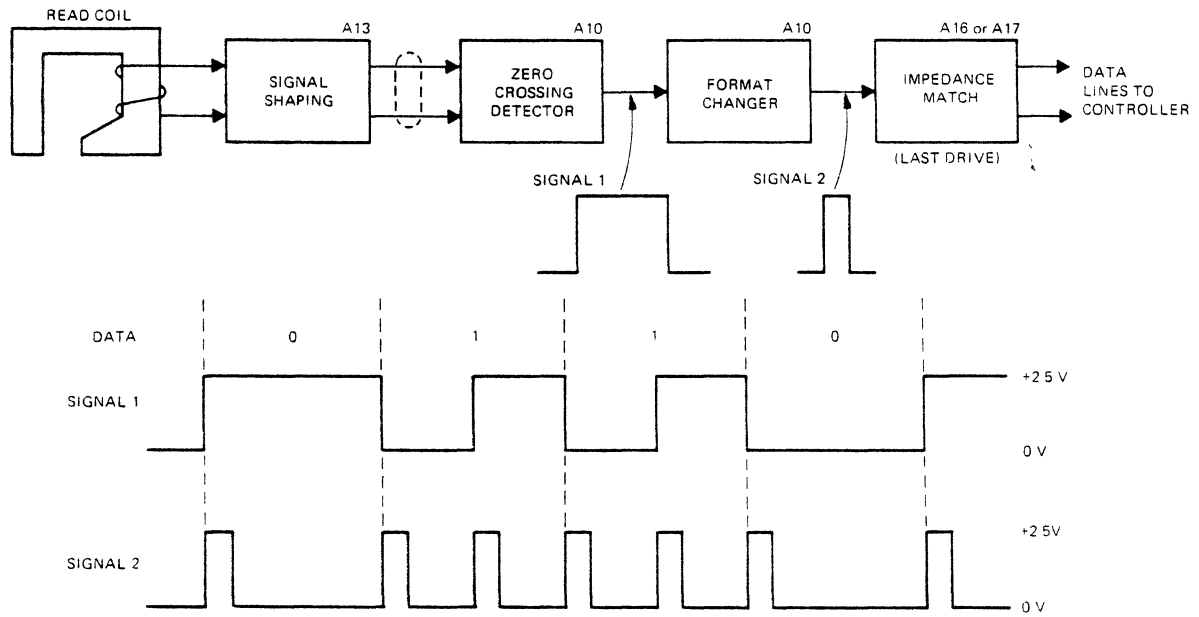 READ COIL
A13
A10
A10
A16 or A17
SIGNAL
SHAPING
ZERO
CROSSING
DETECTOR
FORMAT
CHANGER
IMPEDANCE
MATCH
DATA
LINES TO
CONTROLLER
(LAST DRIVE)
SIGNAL 1
SIGNAL 2
DATA 0 1 1 0
SIGNAL 1
+2 5 V
0 V
SIGNAL 2
+2 5V
0 V